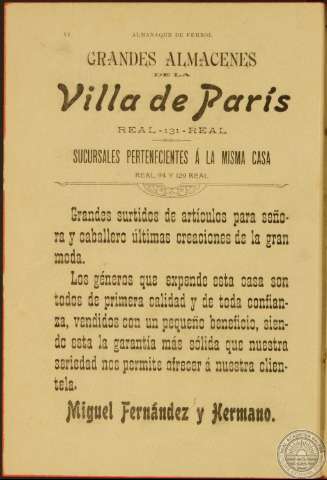 VI ALMANAQUE DE FERROL
GRANDES ALMACENES
DE LA
Villa de París
REAL-131-REAL
SUCURSALES PERTENECIENTES Á LA MISMA CASA
REAL 94 Y 129 REAL
Grandes surtidos de artículos para seño-
ra y caballero últimas creaciones de la gran
moda.
Los géneros que expende esta casa son
todos de primera calidad y de toda confian-
za, vendidos con un pequeño beneficio, sien-
do esta la garantía más sólida que nuestra
seriedad nos permite ofrecer á nuestra clien-
tela.
Miguel Fernández y Hermano.